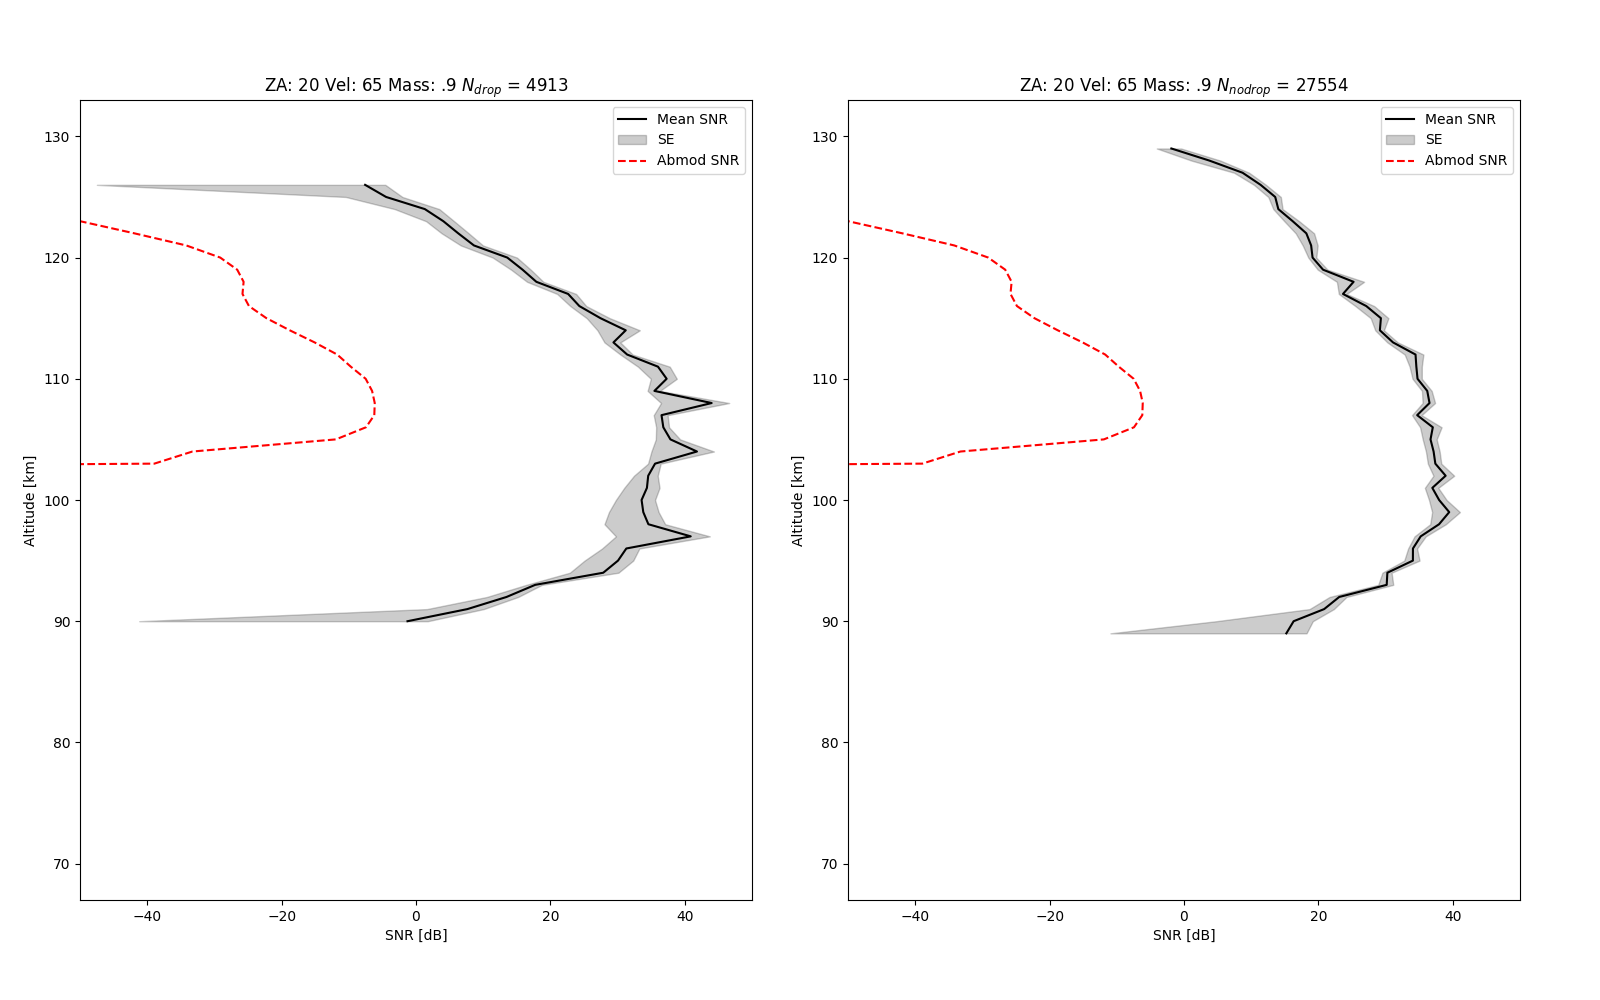 ZA: 20 Vel: 65 Mass: .9 N_drop = 4913
Mean SNR
SE
Abmod SNR
130
120
110
100
90
80
70
Altitude [km]
−40
−20
0
20
40
SNR [dB]
ZA: 20 Vel: 65 Mass: .9 N_nodrop = 27554
Mean SNR
SE
Abmod SNR
130
120
110
100
90
80
70
Altitude [km]
−40
−20
0
20
40
SNR [dB]